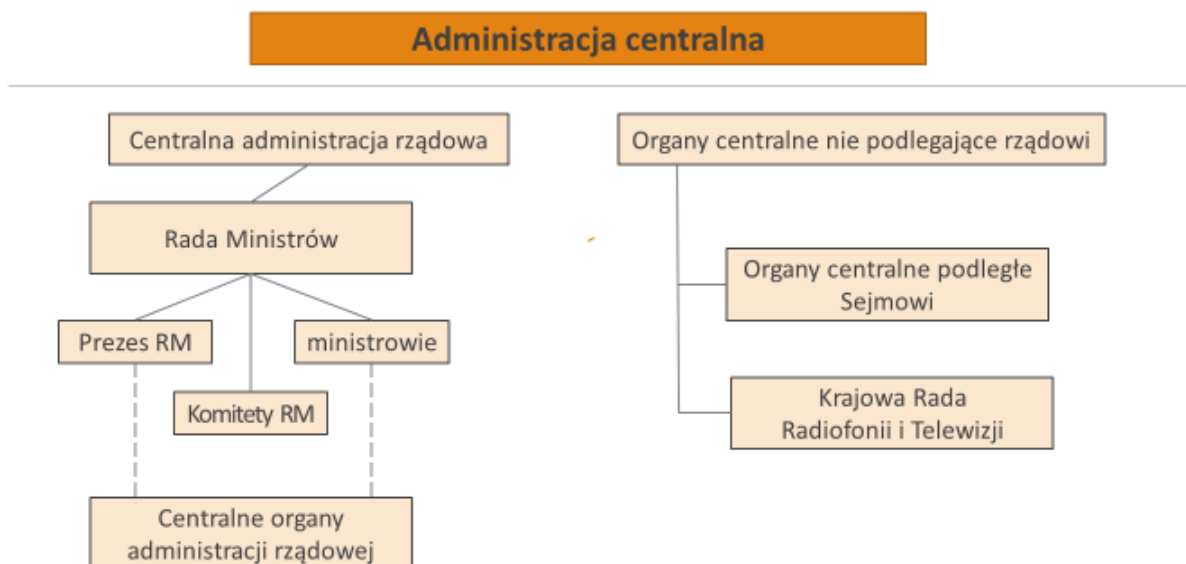 Administracja centralna
Centralna administracja rządowa
Organy centralne nie podlegające rządowi
Rada Ministrów
Organy centralne podległe
Sejmowi
Prezes RM
ministrowie
Komitety RM
Krajowa Rada
Radiofonii i Telewizji
Centralne organy
administracji rządowej